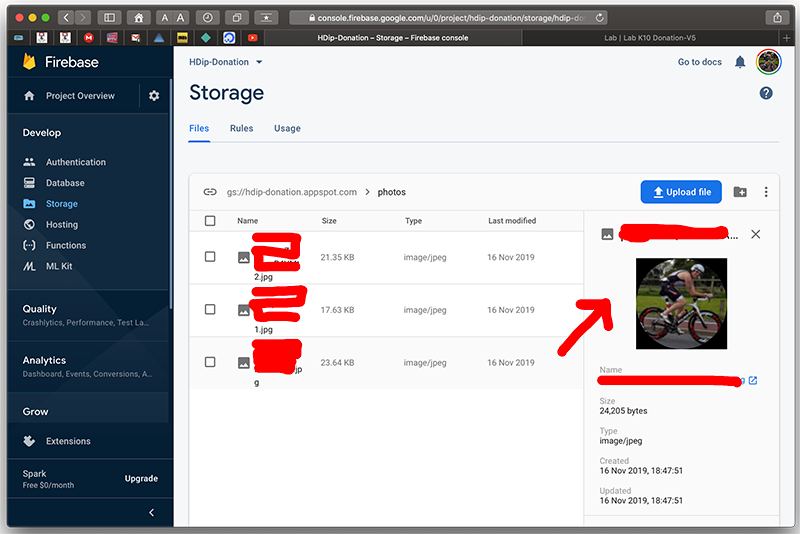 console.firebase.google.com/u/0/project/hdip-donation/storage/hdip-do
HDip-Donation – Storage – Firebase console
Lab | Lab K10 Donation-V5
Firebase
Project Overview
Develop
Authentication
Database
Storage
Hosting
Functions
ML Kit
Quality
Crashlytics, Performance, Test La...
Analytics
Dashboard, Events, Conversions, A...
Grow
Extensions
Spark
Free $0/month
Upgrade
HDip-Donation
Go to docs
Storage
Files Rules Usage
gs://hdip-donation.appspot.com > photos
Upload file
Name Size Type Last modified
2.jpg 21.35 KB image/jpeg 16 Nov 2019
1.jpg 17.63 KB image/jpeg 16 Nov 2019
jp
g 23.64 KB image/jpeg 16 Nov 2019
...
Name
g
Size
24,205 bytes
Type
image/jpeg
Created
16 Nov 2019, 18:47:51
Updated
16 Nov 2019, 18:47:51